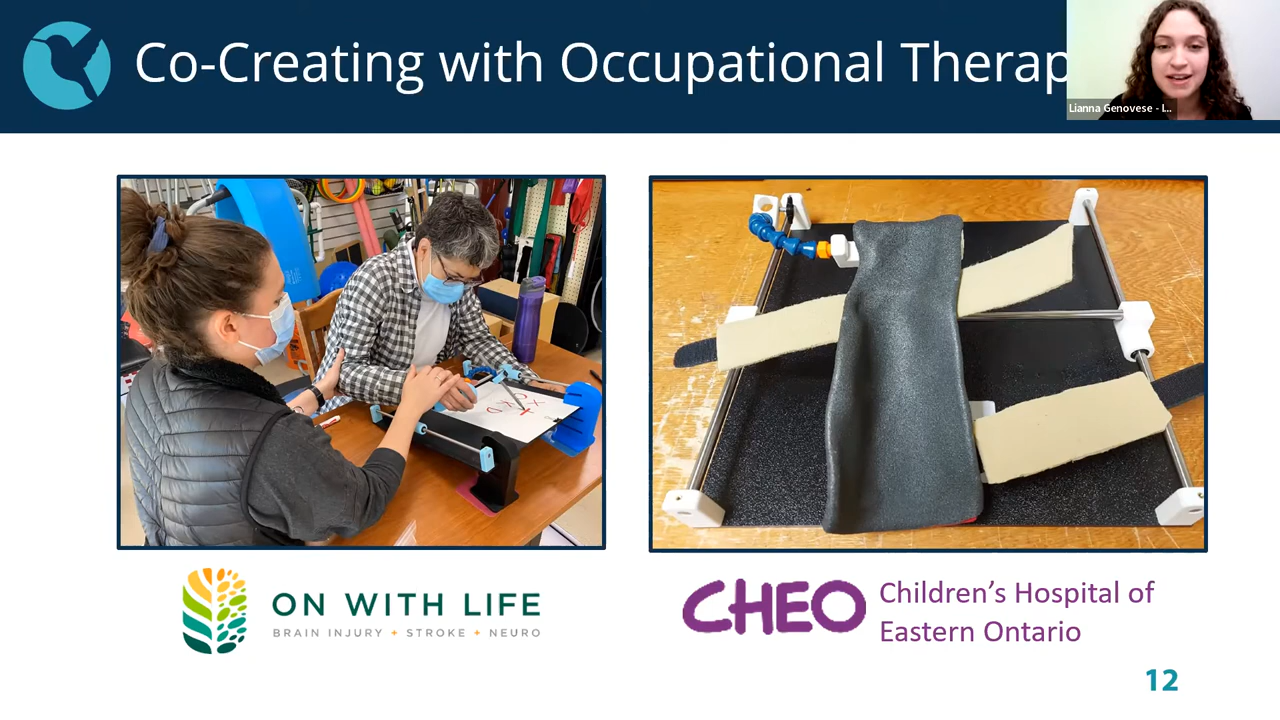 Co-Creating with Occupational Therap
Lianna Genovese - I...
ON WITH LIFE
BRAIN INJURY + STROKE + NEURO
CHEO
Children's Hospital of
Eastern Ontario
12